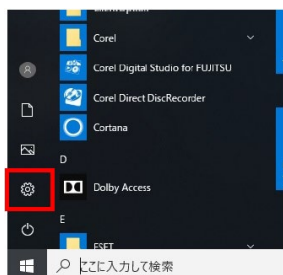 Corel
Corel Digital Studio for FUJITSU
Corel Direct DiscRecorder
Cortana
D
Dolby Access
E
ESET
ここに入力して検索